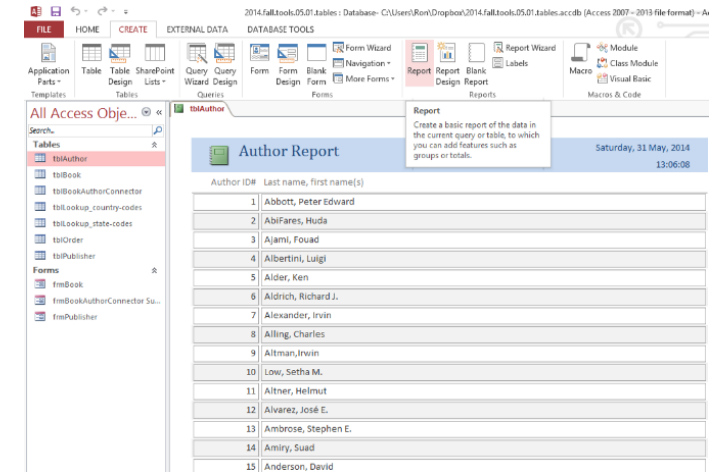 2014.fall.tools.05.01.tables : Database- C:\Users\Ron\Dropbox\2014.fall.tools.05.01.tables.accdb (Access 2007 - 2013 file format) - Ac
FILE HOME CREATE EXTERNAL DATA DATABASE TOOLS
Application Parts
Templates
Table
Table Design
SharePoint Lists
Tables
Query Wizard
Query Design
Queries
Form
Form Design
Blank Form
Form Wizard
Navigation
More Forms
Forms
Report
Report Design
Blank Report
Report Wizard
Labels
Reports
Macro
Module
Class Module
Visual Basic
Macros & Code
All Access Obje...
Search..
Tables
tblAuthor
tblBook
tblBookAuthorConnector
tblLookup_country-codes
tblLookup_state-codes
tblOrder
tblPublisher
Forms
frmBook
frmBookAuthorConnector Su...
frmPublisher
tblAuthor
Report
Create a basic report of the data in
the current query or table, to which
you can add features such as
groups or totals.
Author Report
Saturday, 31 May, 2014
13:06:08
Author ID# Last name, first name(s)
1 Abbott, Peter Edward
2 AbiFares, Huda
3 Ajami, Fouad
4 Albertini, Luigi
5 Alder, Ken
6 Aldrich, Richard J.
7 Alexander, Irvin
8 Alling, Charles
9 Altman,Irwin
10 Low, Setha M.
11 Altner, Helmut
12 Alvarez, José E.
13 Ambrose, Stephen E.
14 Amiry, Suad
15 Anderson, David